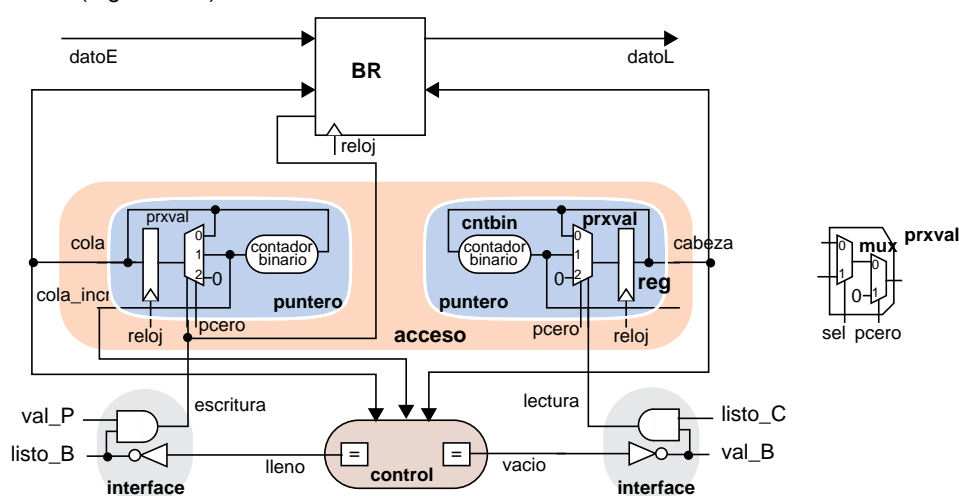 datoE
datoL
BR
reloj
prxval
0
1
2
0
contador
binario
cola
cola_incr
puntero
reloj
pcero
cntbin
contador
binario
prxval
0
1
2
0
cabeza
reg
puntero
pcero
reloj
acceso
prxval
mux
0
1
0
0
1
sel
pcero
val_P
listo_B
escritura
interface
lleno
=
control
=
vacio
lectura
listo_C
val_B
interface